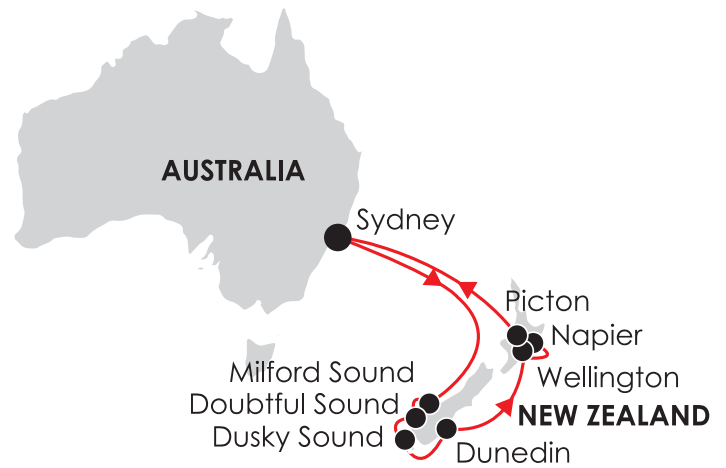 AUSTRALIA
Sydney
Picton
Napier
Milford Sound
Wellington
Doubtful Sound
NEW ZEALAND
Dusky Sound
Dunedin